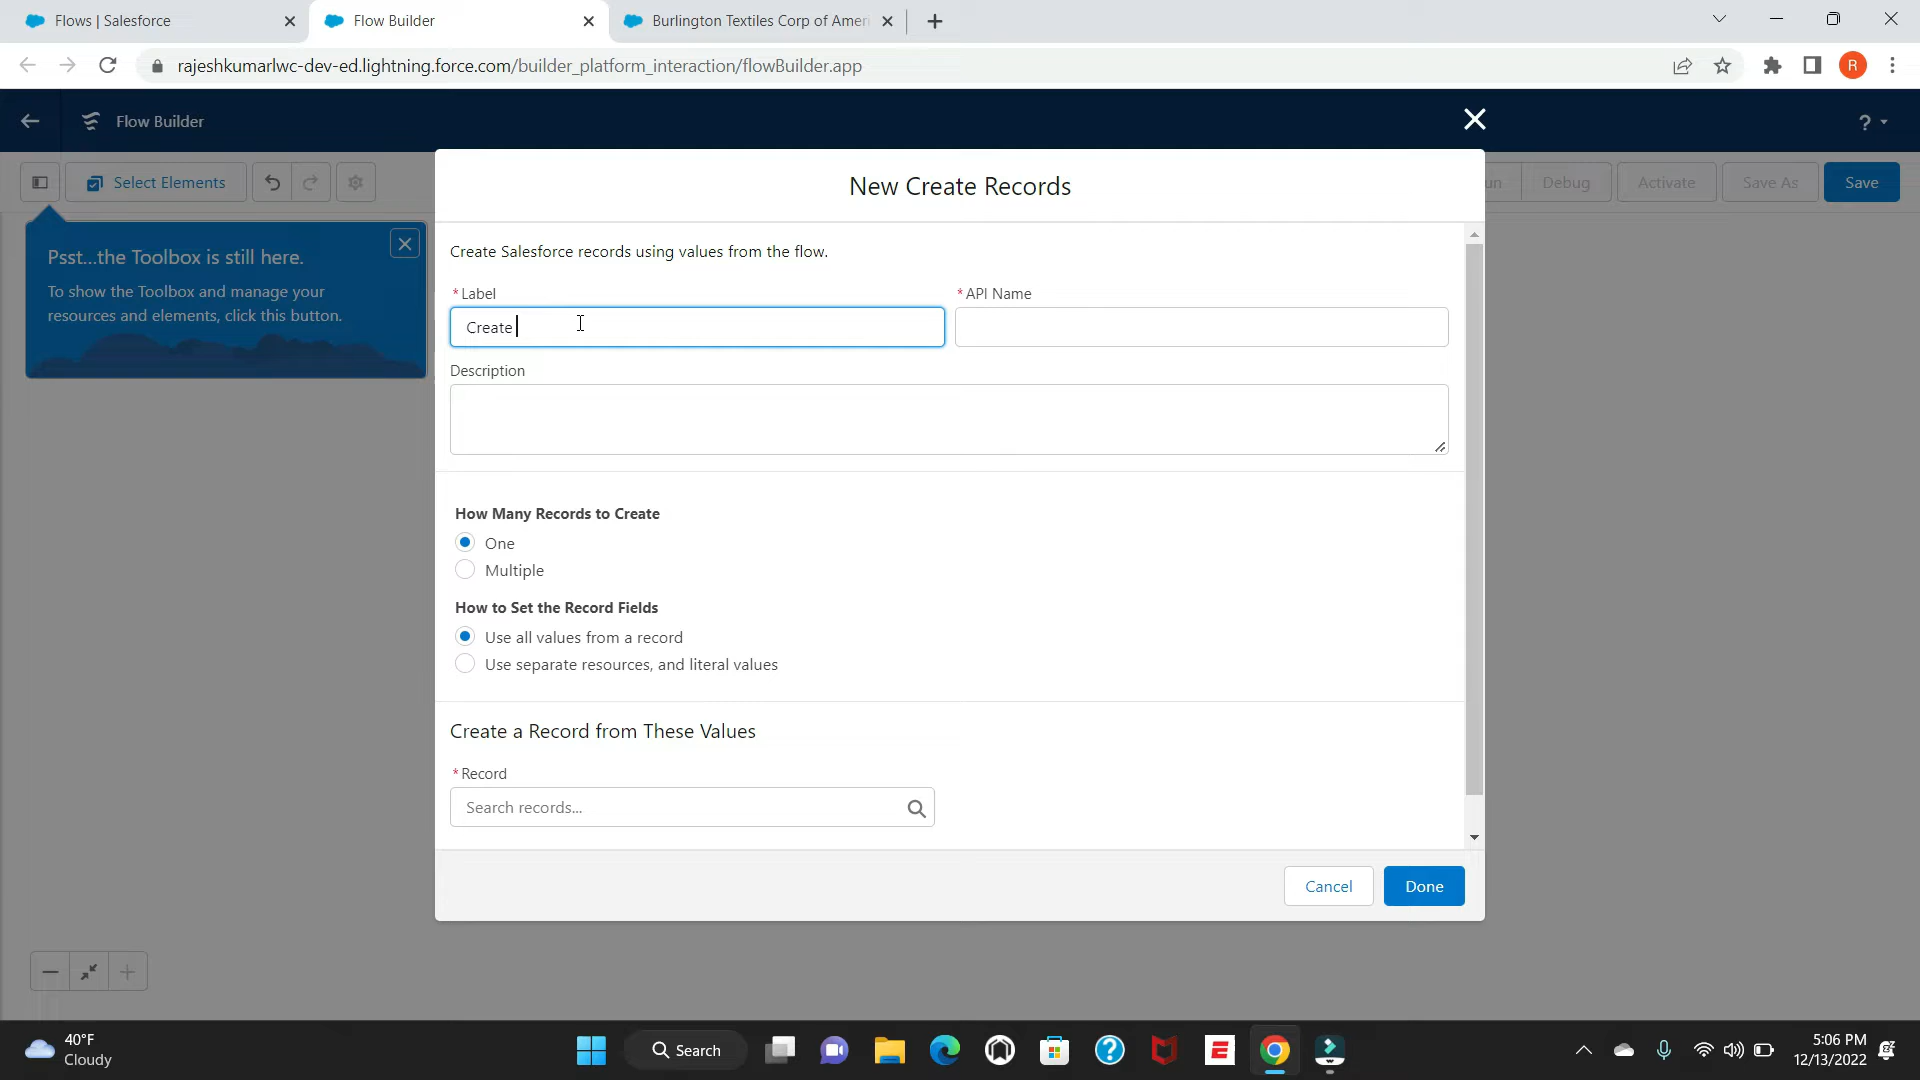 Flows | Salesforce
Flow Builder
Burlington Textiles Corp of Ameri
rajeshkumarlwc-dev-ed.lightning.force.com/builder_platform_interaction/flowBuilder.app
R
Flow Builder
?
Select Elements
un
Debug
Activate
Save As
Save
Psst...the Toolbox is still here.
To show the Toolbox and manage your
resources and elements, click this button.
New Create Records
Create Salesforce records using values from the flow.
* Label
* API Name
Create
Description
How Many Records to Create
One
Multiple
How to Set the Record Fields
Use all values from a record
Use separate resources, and literal values
Create a Record from These Values
* Record
Search records...
Cancel
Done
40°F
Cloudy
Search
5:06 PM
12/13/2022